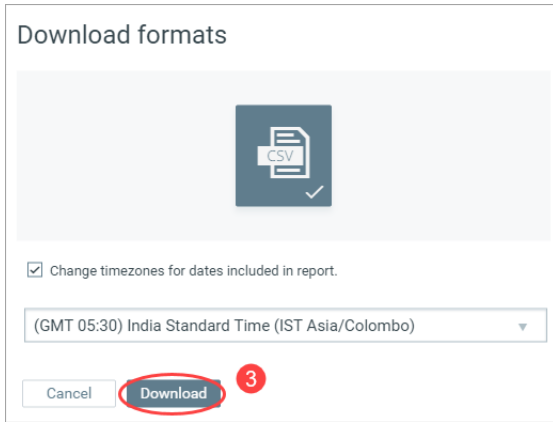 Download formats
CSV
Change timezones for dates included in report.
(GMT 05:30) India Standard Time (IST Asia/Colombo)
Cancel
Download
3